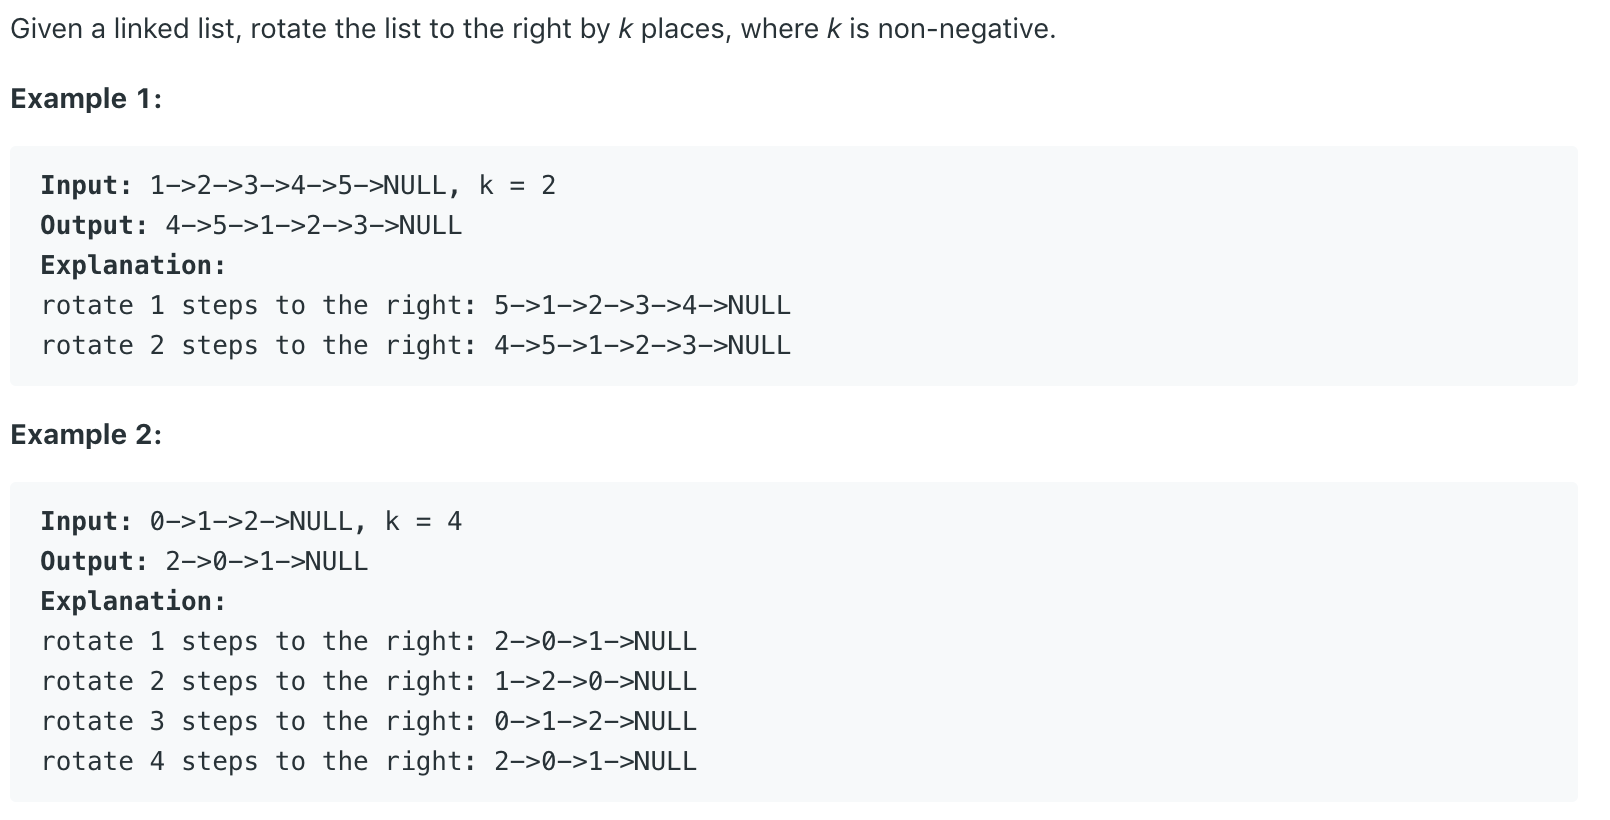 Given a linked list, rotate the list to the right by k places, where k is non-negative.
Example 1:
Input: 1->2->3->4->5->NULL, k = 2
Output: 4->5->1->2->3->NULL
Explanation:
rotate 1 steps to the right: 5->1->2->3->4->NULL
rotate 2 steps to the right: 4->5->1->2->3->NULL
Example 2:
Input: 0->1->2->NULL, k = 4
Output: 2->0->1->NULL
Explanation:
rotate 1 steps to the right: 2->0->1->NULL
rotate 2 steps to the right: 1->2->0->NULL
rotate 3 steps to the right: 0->1->2->NULL
rotate 4 steps to the right: 2->0->1->NULL